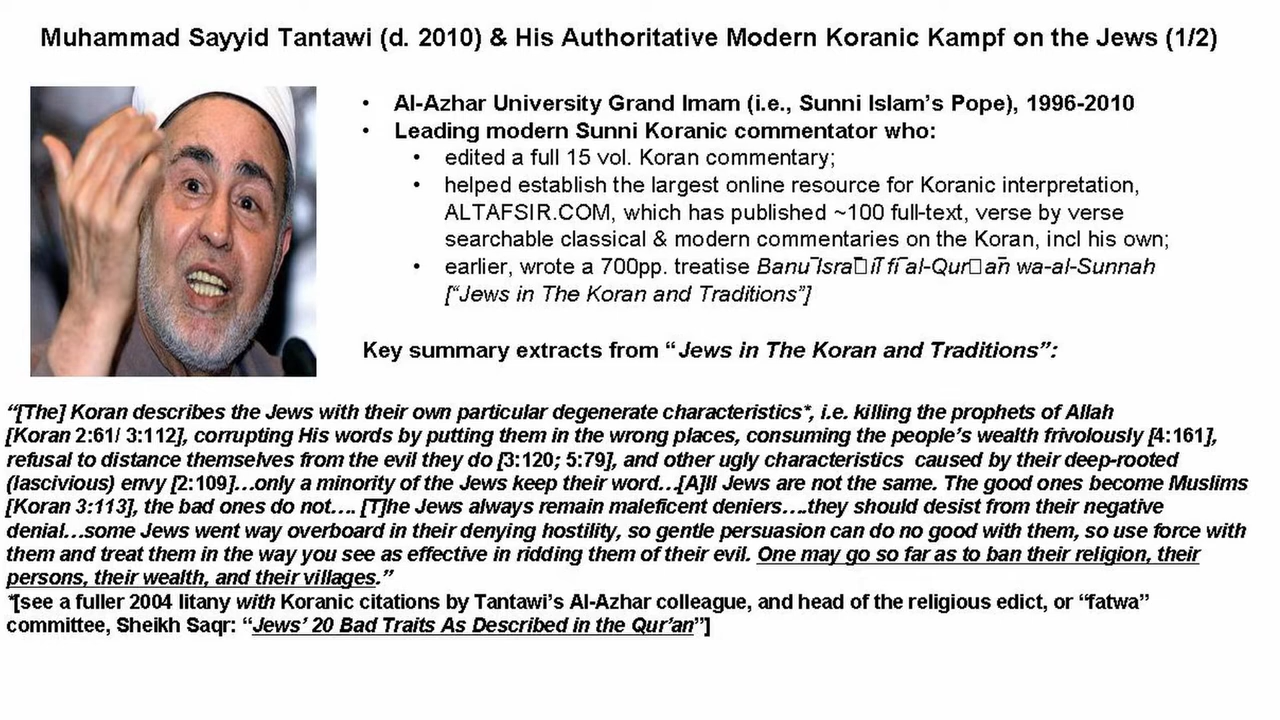 Muhammad Sayyid Tantawi (d. 2010) & His Authoritative Modern Koranic Kampf on the Jews (1/2)
• Al-Azhar University Grand Imam (i.e., Sunni Islam's Pope), 1996-2010
• Leading modern Sunni Koranic commentator who:
• edited a full 15 vol. Koran commentary;
• helped establish the largest online resource for Koranic interpretation,
ALTAFSIR.COM, which has published ~100 full-text, verse by verse
searchable classical & modern commentaries on the Koran, incl his own;
• earlier, wrote a 700pp. treatise Banū Isrā□īl fī al-Qur□ān wa-al-Sunnah
[“Jews in The Koran and Traditions”]
Key summary extracts from “Jews in The Koran and Traditions”:
“[The] Koran describes the Jews with their own particular degenerate characteristics*, i.e. killing the prophets of Allah
[Koran 2:61/ 3:112], corrupting His words by putting them in the wrong places, consuming the people's wealth frivolously [4:161],
refusal to distance themselves from the evil they do [3:120; 5:79], and other ugly characteristics caused by their deep-rooted
(lascivious) envy [2:109]…only a minority of the Jews keep their word…[A]ll Jews are not the same. The good ones become Muslims
[Koran 3:113], the bad ones do not…. [T]he Jews always remain maleficent deniers….they should desist from their negative
denial…some Jews went way overboard in their denying hostility, so gentle persuasion can do no good with them, so use force with
them and treat them in the way you see as effective in ridding them of their evil. One may go so far as to ban their religion, their
persons, their wealth, and their villages.”
*[see a fuller 2004 litany with Koranic citations by Tantawi's Al-Azhar colleague, and head of the religious edict, or “fatwa”
committee, Sheikh Saqr: “Jews' 20 Bad Traits As Described in the Qur'an”]